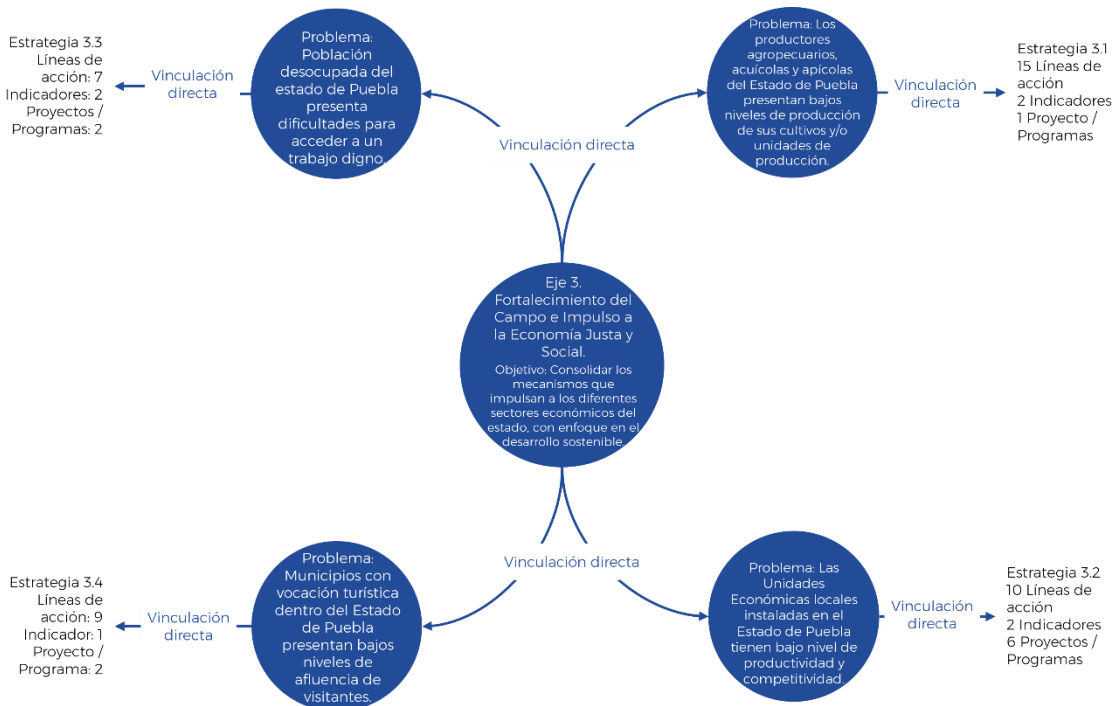 Estrategia 3.3
Líneas de
acción: 7
Indicadores: 2
Proyectos /
Programas: 2
Vinculación
directa
Problema:
Población
desocupada del
estado de Puebla
presenta
dificultades para
acceder a un
trabajo digno.
Vinculación directa
Problema: Los
productores
agropecuarios,
acuícolas y apícolas
del Estado de Puebla
presentan bajos
niveles de producción
de sus cultivos y/o
unidades de
producción.
Vinculación
directa
Estrategia 3.1
15 Líneas de
acción
2 Indicadores
1 Proyecto /
Programas
Eje 3.
Fortalecimiento del
Campo e Impulso a
la Economía Justa y
Social.
Objetivo: Consolidar los
mecanismos que
impulsan a los diferentes
sectores económicos del
estado, con enfoque en el
desarrollo sostenible.
Estrategia 3.4
Líneas de
acción: 9
Indicador: 1
Proyecto /
Programa: 2
Vinculación
directa
Problema:
Municipios con
vocación turística
dentro del Estado
de Puebla
presentan bajos
niveles de
afluencia de
visitantes.
Vinculación directa
Problema: Las
Unidades
Económicas locales
instaladas en el
Estado de Puebla
tienen bajo nivel de
productividad y
competitividad.
Vinculación
directa
Estrategia 3.2
10 Líneas de
acción
2 Indicadores
6 Proyectos /
Programas